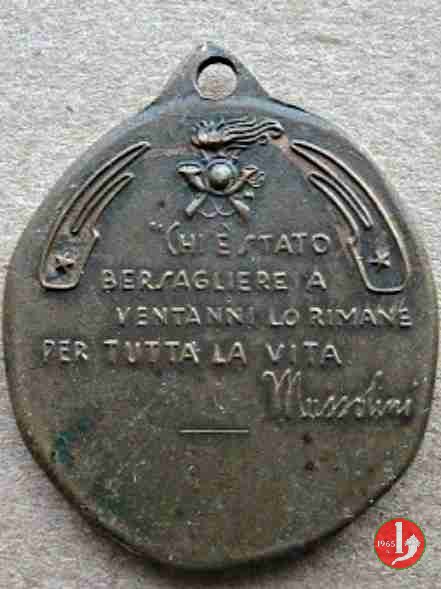 "CHI È STATO
BERSAGLIERE A
VENTANNI LO RIMANE
PER TUTTA LA VITA
Mussolini
1965